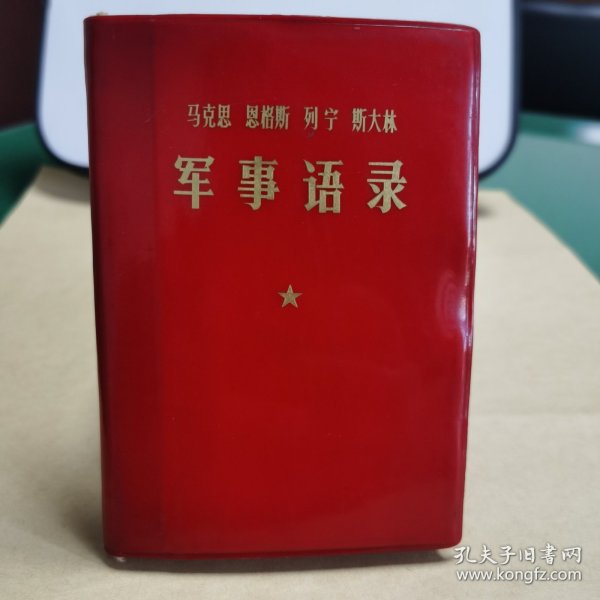 马克思 恩格斯 列宁 斯大林
军事语录
孔夫子旧書网
www.kongfz.com